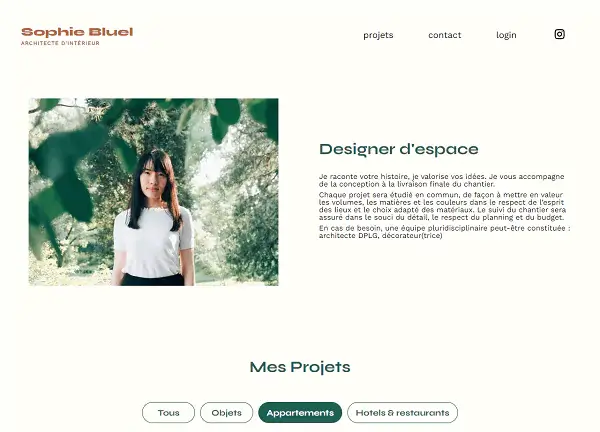 Sophie Bluel
ARCHITECTE D'INTÉRIEUR
projets contact login
Designer d'espace
Je raconte votre histoire, je valorise vos idées. Je vous accompagne
de la conception à la livraison finale du chantier.
Chaque projet sera étudié en commun, de façon à mettre en valeur
les volumes, les matières et les couleurs dans le respect de l'esprit
des lieux et le choix adapté des matériaux. Le suivi du chantier sera
assuré dans le souci du détail, le respect du planning et du budget.
En cas de besoin, une équipe pluridisciplinaire peut-être constituée :
architecte DPLG, décorateur(trice)
Mes Projets
Tous Objets Appartements Hotels & restaurants